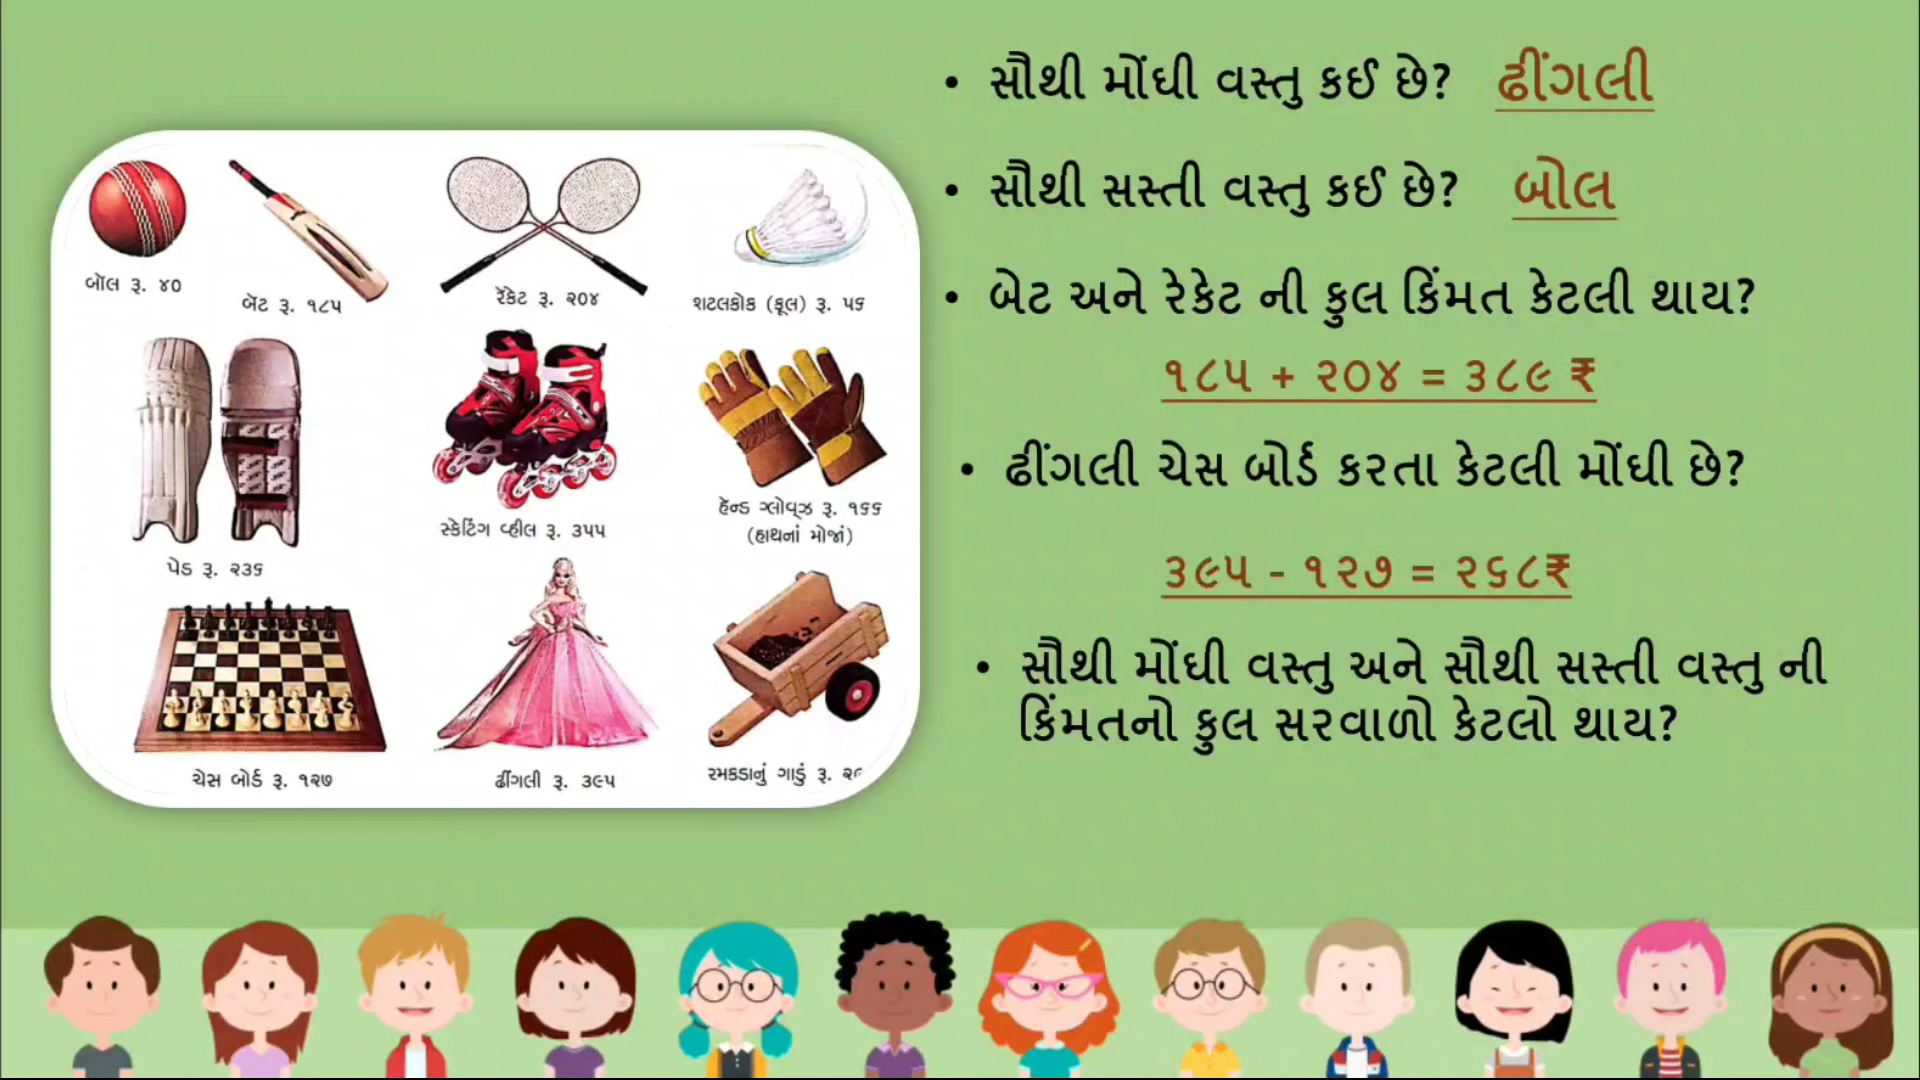 બૉલ રૂ. ૪૦
બૅટ રૂ. ૧૮૫
રૅકેટ રૂ. ૨૦૪
શટલકોક (ફૂલ) રૂ. ૫૬
પેડ રૂ. ૨૩૬
સ્કેટિંગ વ્હીલ રૂ. ૩૫૫
હૅન્ડ ગ્લોવ્ઝ રૂ. ૧૬૬
(હાથનાં મોજાં)
ચેસ બોર્ડ રૂ. ૧૨૭
ઢીંગલી રૂ. ૩૯૫
રમકડાનું ગાડું રૂ.
• સૌથી મોંઘી વસ્તુ કઈ છે? ઢીંગલી
• સૌથી સસ્તી વસ્તુ કઈ છે? બોલ
• બેટ અને રેકેટ ની કુલ કિંમત કેટલી થાય?
૧૮૫ + ૨૦૪ = ૩૮૯ ₹
• ઢીંગલી ચેસ બોર્ડ કરતા કેટલી મોંઘી છે?
૩૯૫ - ૧૨૭ = ૨૬૮₹
• સૌથી મોંઘી વસ્તુ અને સૌથી સસ્તી વસ્તુ ની
કિંમતનો કુલ સરવાળો કેટલો થાય?